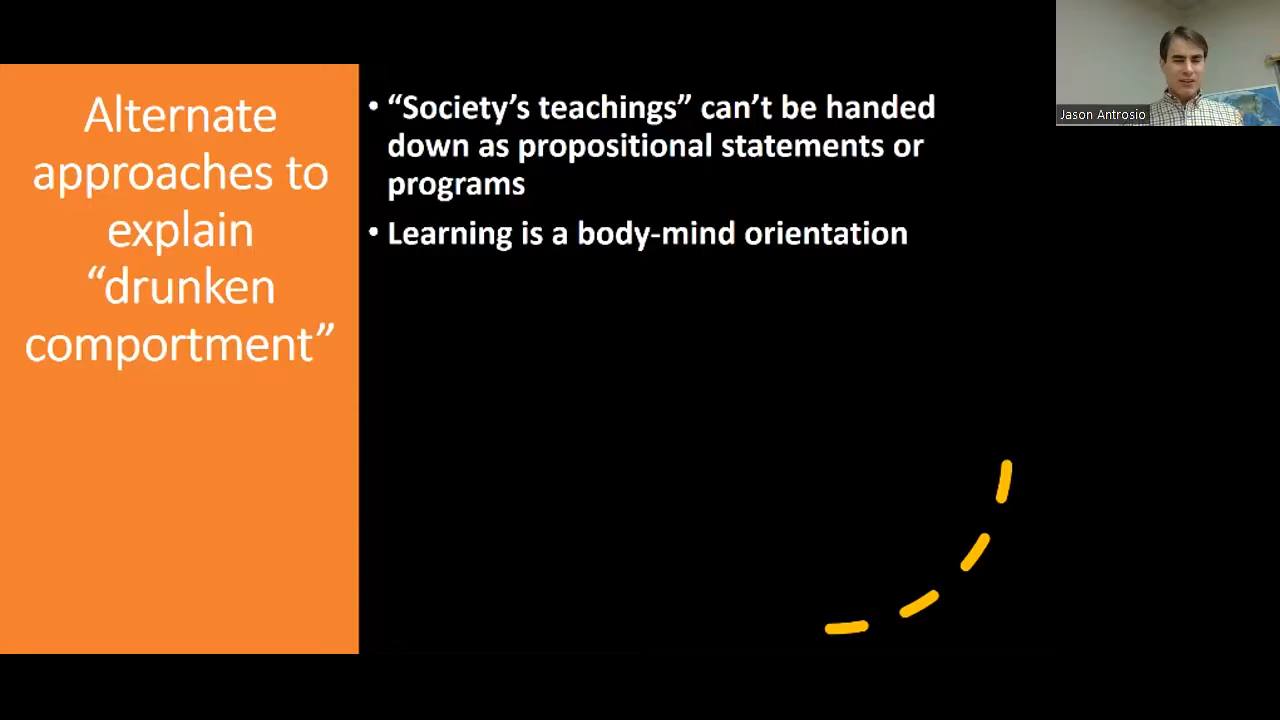 Alternate
approaches to
explain
“drunken
comportment”
• “Society’s teachings” can’t be handed
down as propositional statements or
programs
• Learning is a body-mind orientation
Jason Antrosio